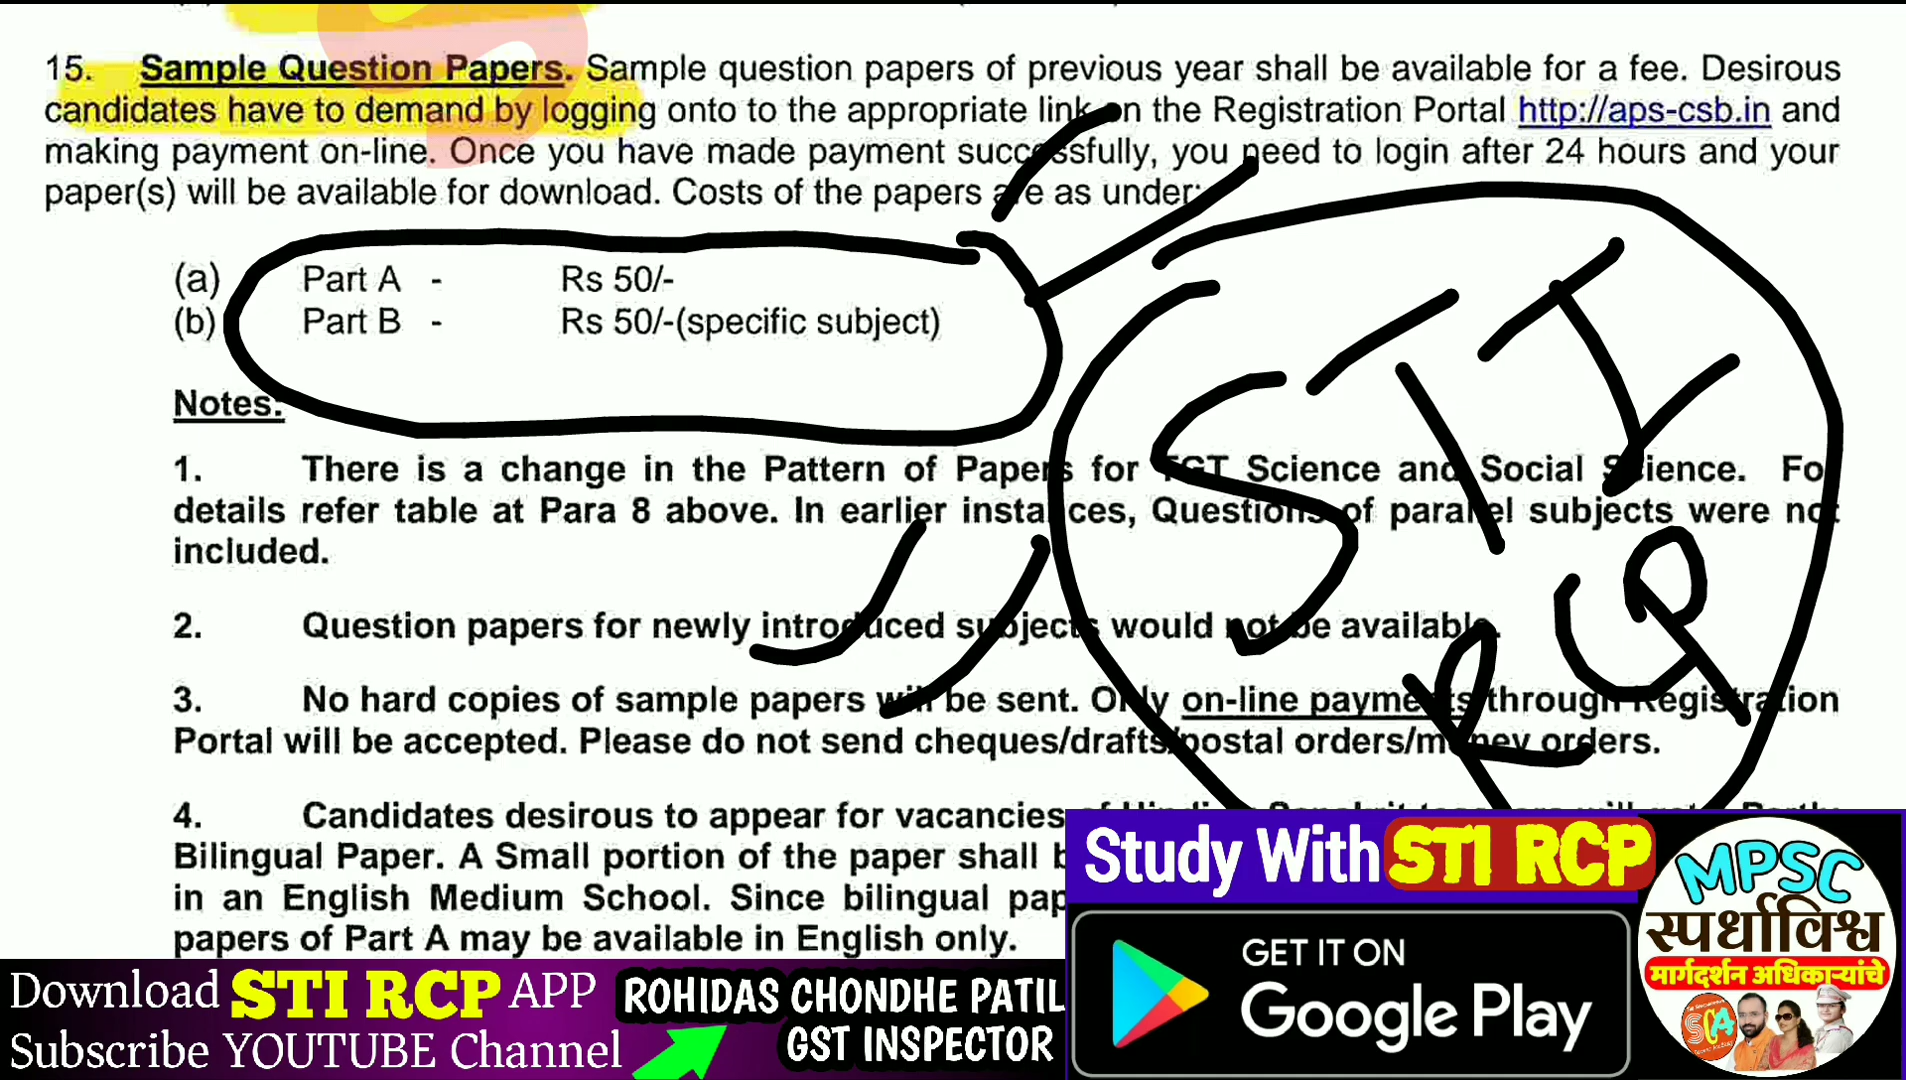 15. Sample Question Papers. Sample question papers of previous year shall be available for a fee. Desirous
candidates have to demand by logging onto to the appropriate link on the Registration Portal http://aps-csb.in and
making payment on-line. Once you have made payment successfully, you need to login after 24 hours and your
paper(s) will be available for download. Costs of the papers are as under:
(a) Part A - Rs 50/-
(b) Part B - Rs 50/-(specific subject)
Notes:
1. There is a change in the Pattern of Papers for TGT Science and Social Science. For
details refer table at Para 8 above. In earlier instances, Questions of parallel subjects were not
included.
2. Question papers for newly introduced subjects would not be available.
3. No hard copies of sample papers will be sent. Only on-line payments through Registration
Portal will be accepted. Please do not send cheques/drafts/postal orders/money orders.
4. Candidates desirous to appear for vacancies
Bilingual Paper. A Small portion of the paper shall
in an English Medium School. Since bilingual
papers of Part A may be available in English only.
STI
RCP
Study With STI RCP
GET IT ON
Google Play
MPSC
स्पर्धाविश्व
मार्गदर्शन अधिकाऱ्यांचे
SCA
Download STI RCP APP
Subscribe YOUTUBE Channel
ROHIDAS CHONDHE PATIL
GST INSPECTOR